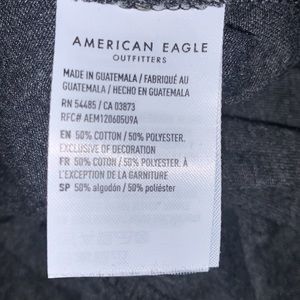 AMERICAN EAGLE
OUTFITTERS
MADE IN GUATEMALA / FABRIQUÉ AU
GUATEMALA / HECHO EN GUATEMALA
RN 54485 / CA 03873
RFC# AEM120605U9A
EN 50% COTTON / 50% POLYESTER.
EXCLUSIVE OF DECORATION
FR 50% COTON / 50% POLYESTER. À
L'EXCEPTION DE LA GARNITURE
SP 50% algodón / 50% poliéster